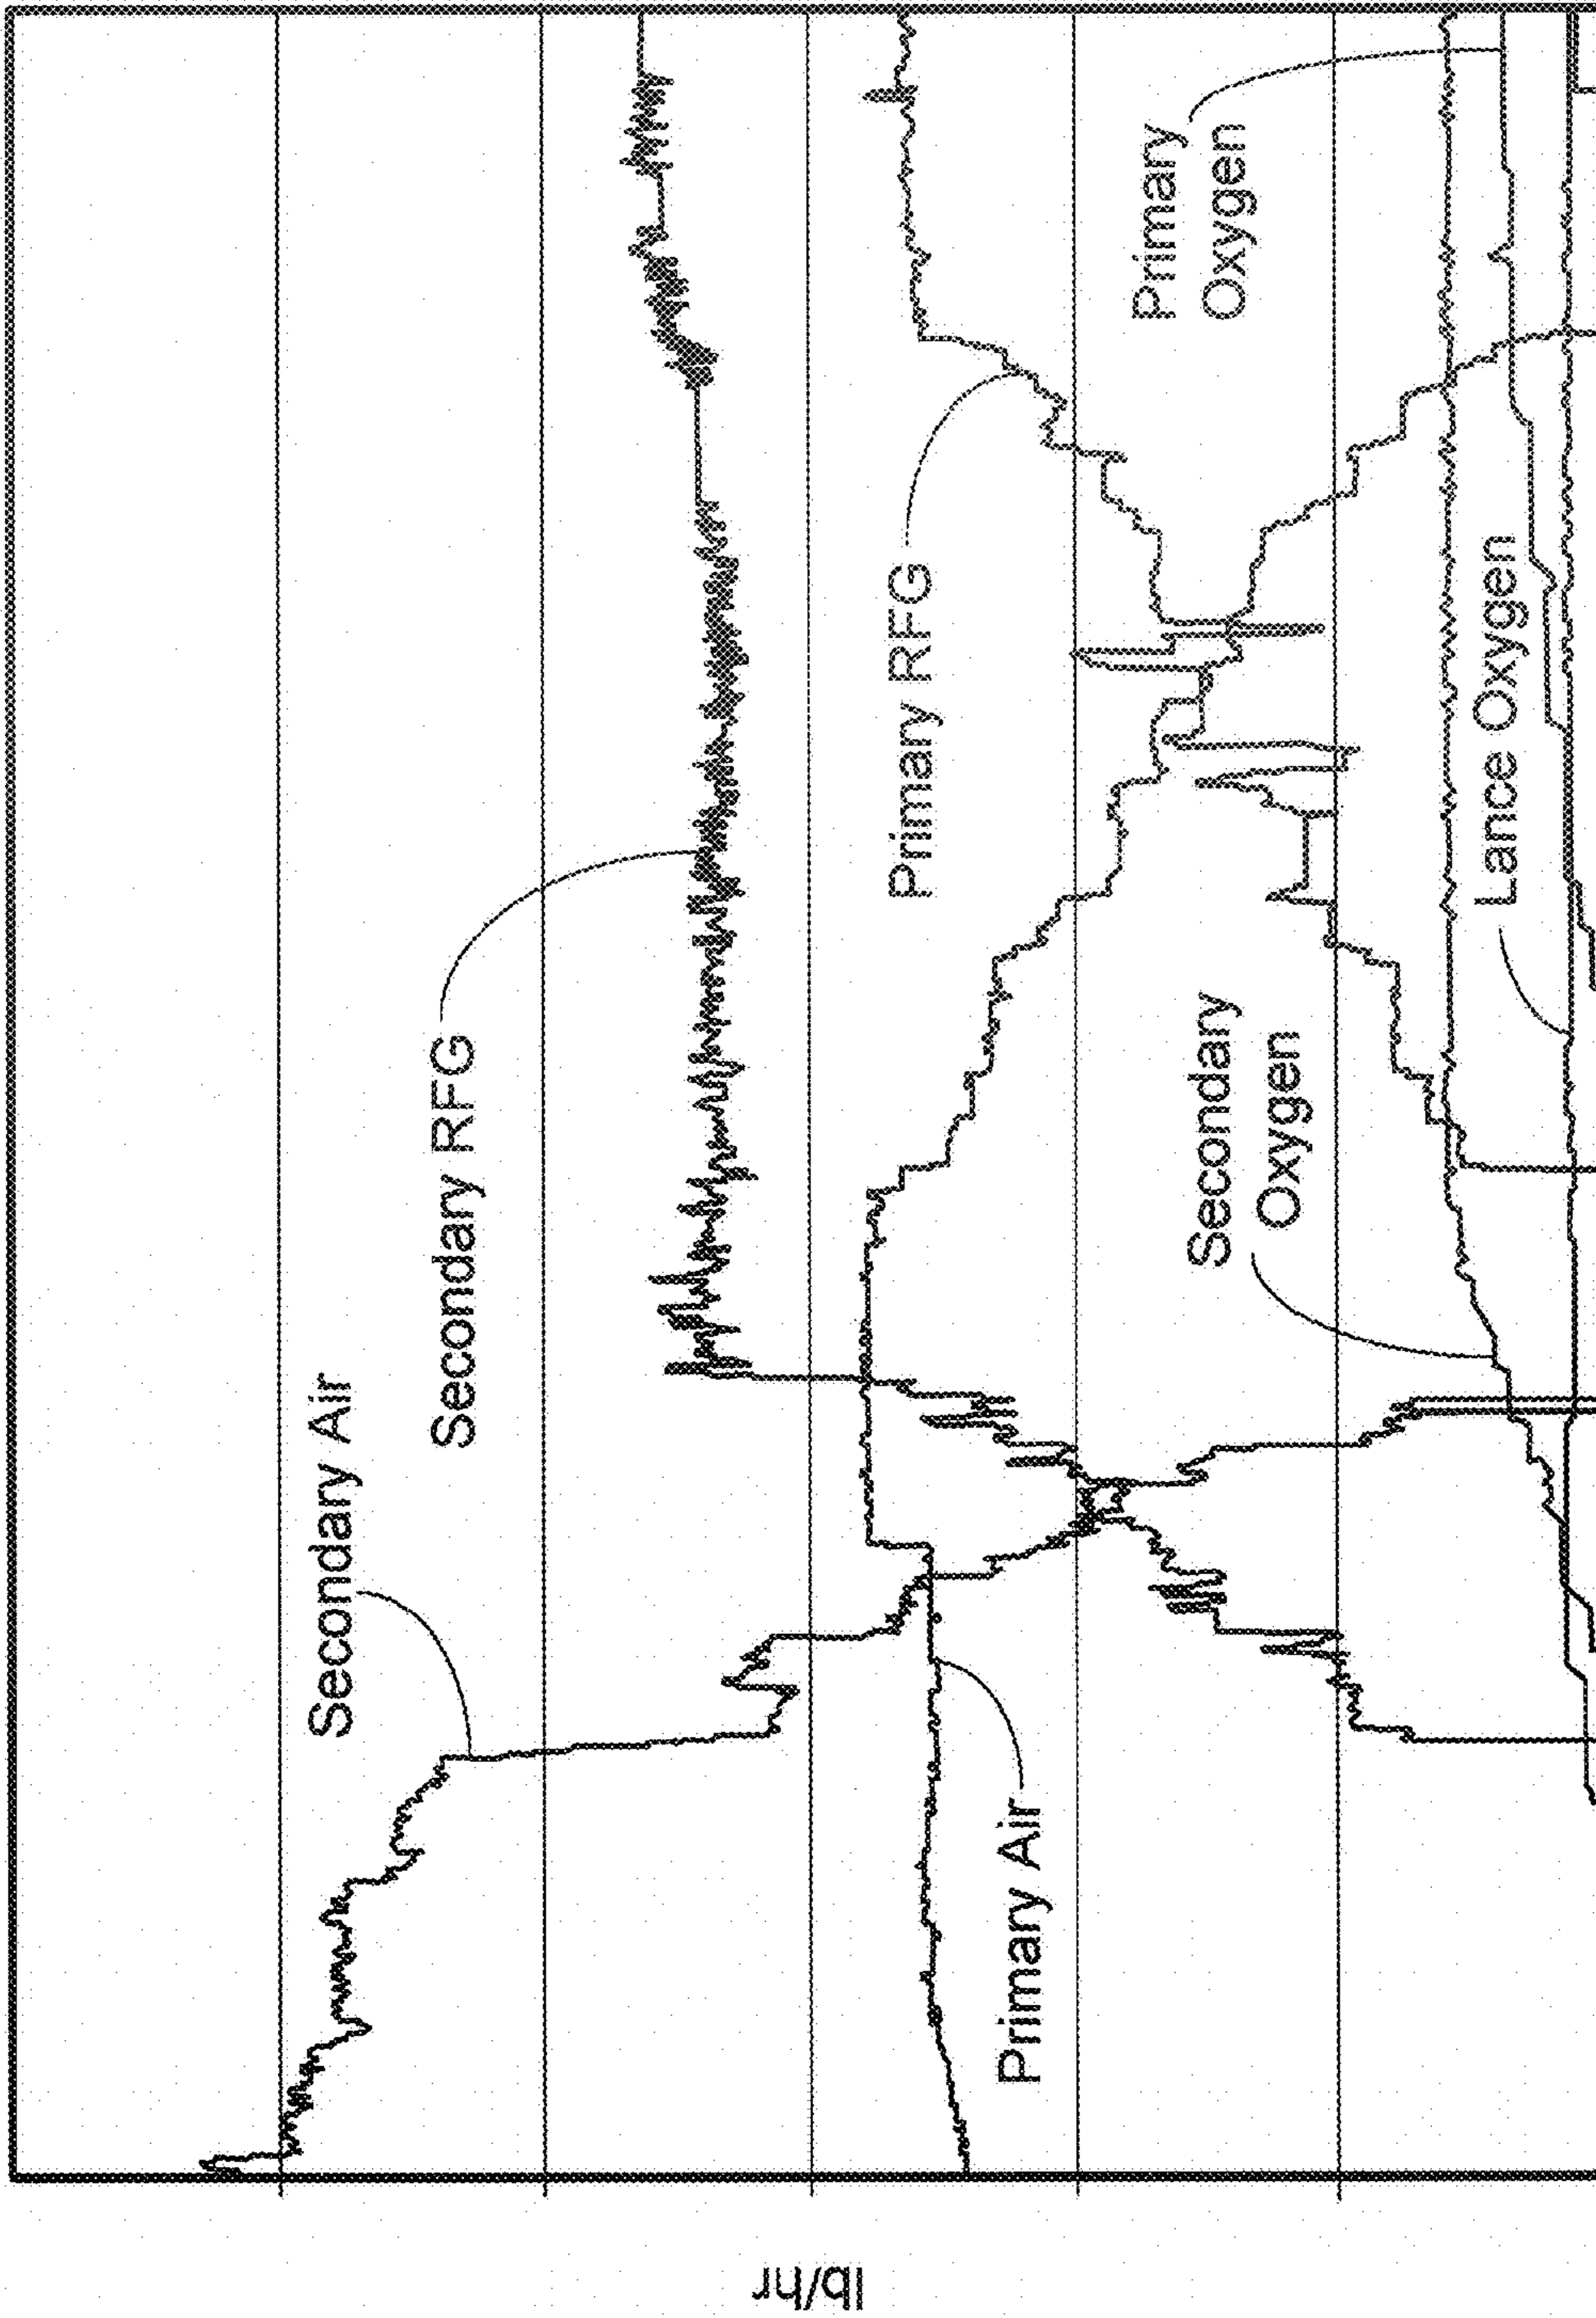 Secondary Air
Secondary RFG
Primary RFG
Primary
Oxygen
Secondary
Oxygen
Lance Oxygen
Primary Air
lb/hr